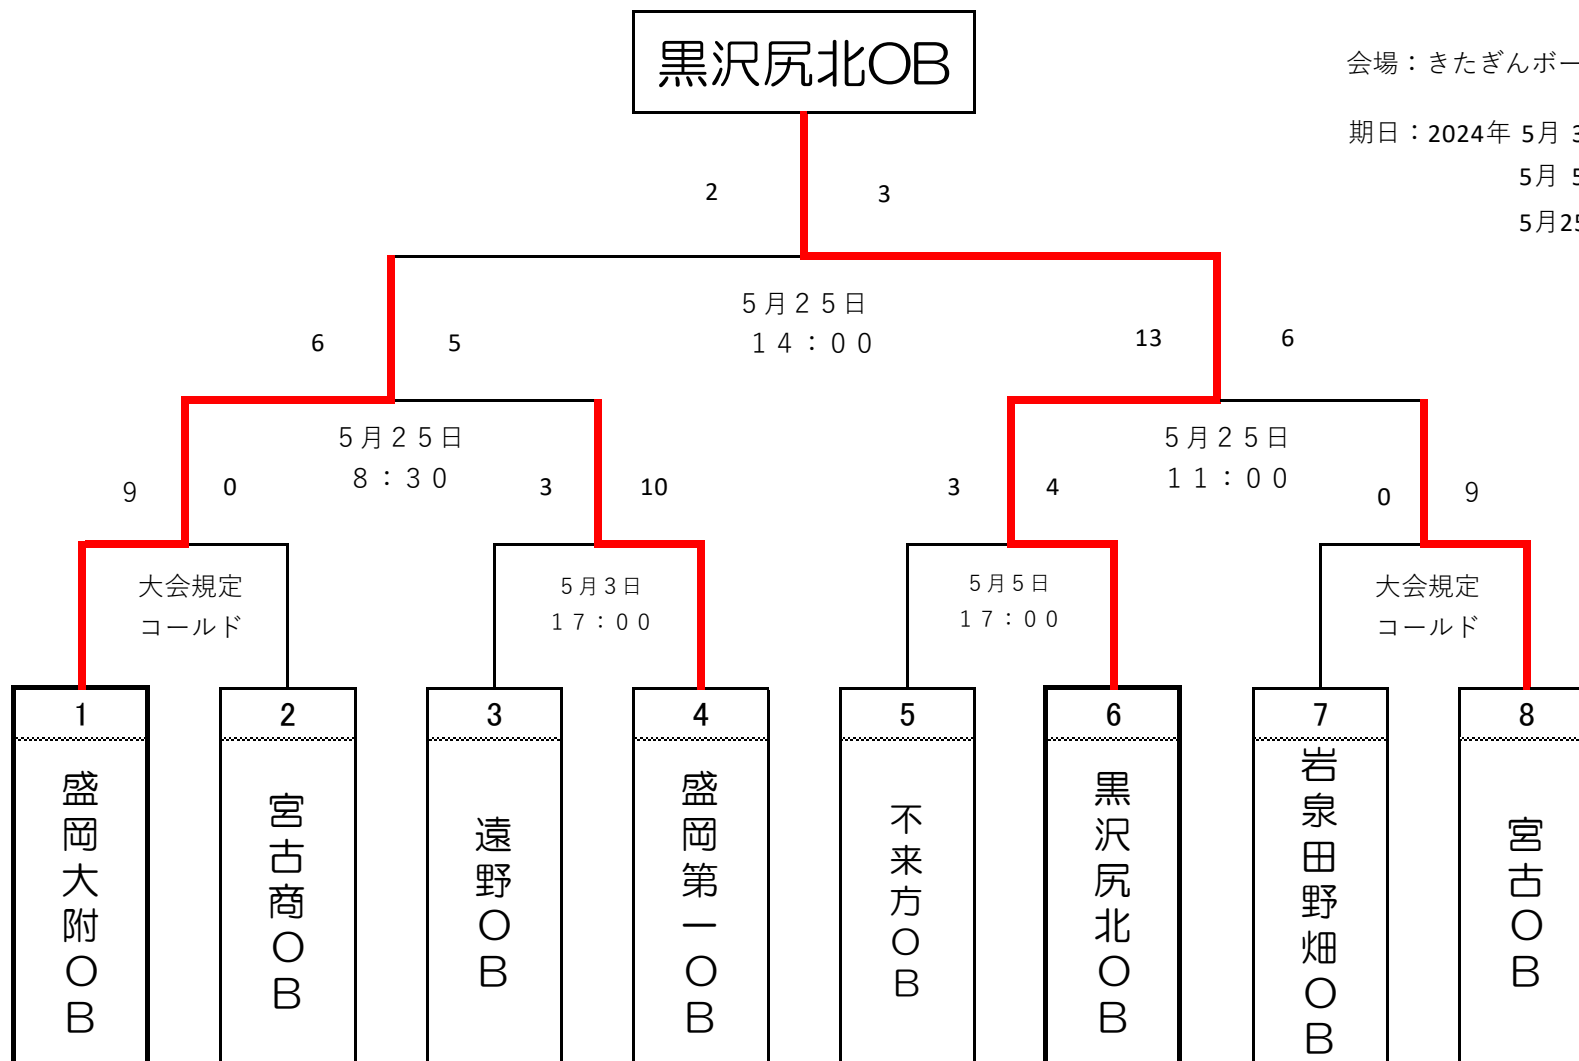 黒沢尻北OB
会場：きたぎんボー
期日：2024年 5月 3
5月 5
5月25
2
3
5月25日
14：00
6
5
13
6
5月25日
8：30
5月25日
11：00
9
0
3
10
3
4
0
9
大会規定
コールド
5月3日
17：00
5月5日
17：00
大会規定
コールド
1
2
3
4
5
6
7
8
盛岡大附OB
宮古商OB
遠野OB
盛岡第一OB
不来方OB
黒沢尻北OB
岩泉田野畑OB
宮古OB